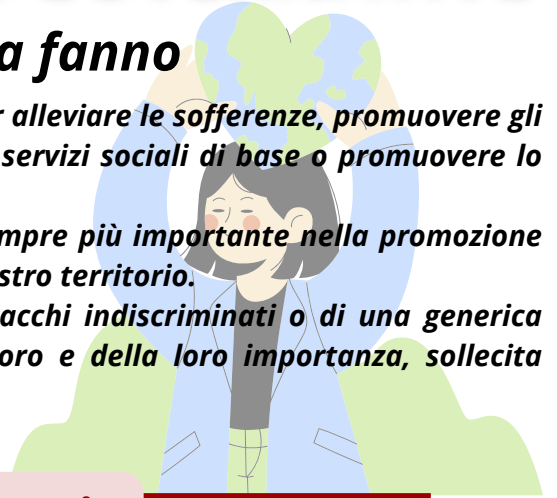 a fanno
r alleviare le sofferenze, promuovere gli
servizi sociali di base o promuovere lo
mpre più importante nella promozione
stro territorio.
acchi indiscriminati o di una generica
oro e della loro importanza, sollecita